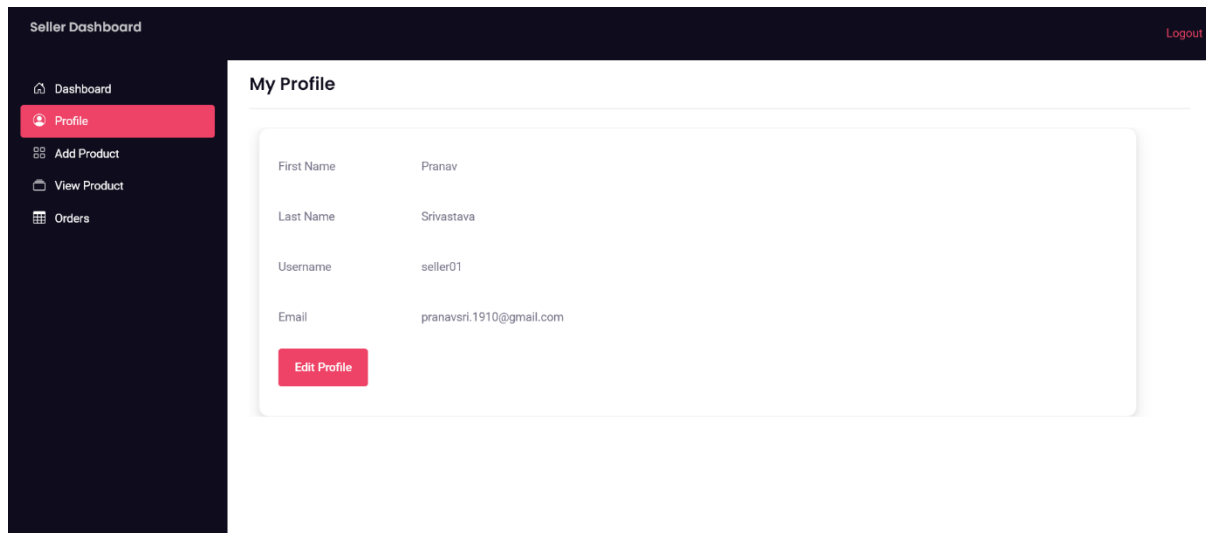 Seller Dashboard
Logout
Dashboard
Profile
Add Product
View Product
Orders
My Profile
First Name Pranav
Last Name Srivastava
Username seller01
Email pranavsri.1910@gmail.com
Edit Profile